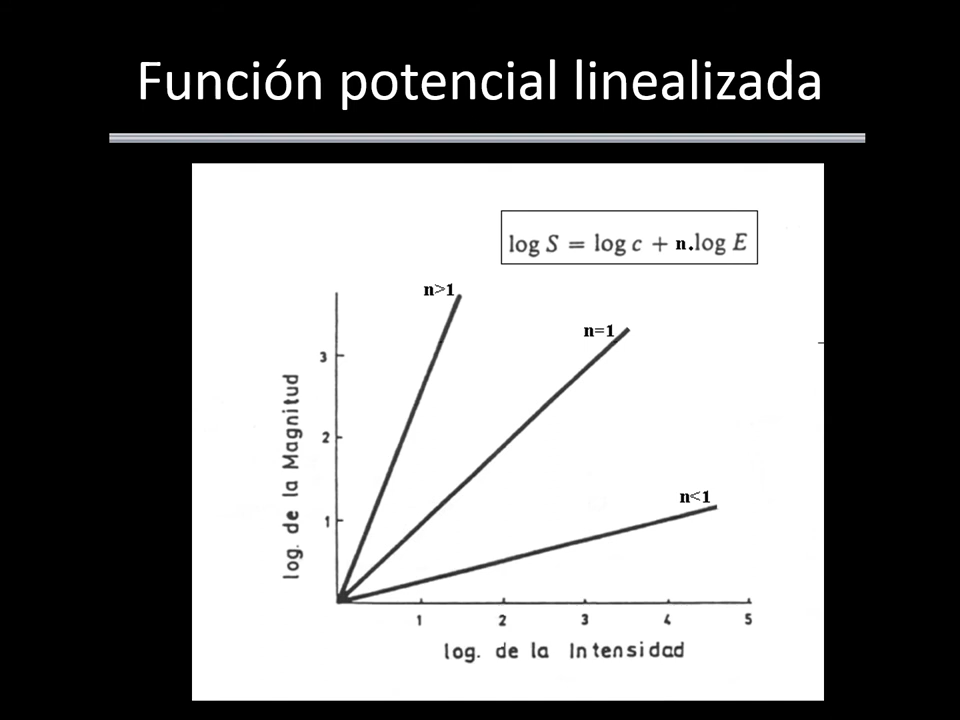 Función potencial linealizada
log S = log c + n.log E
n>1
n=1
n<1
log. de la Magnitud
3
2
1
1 2 3 4 5
log. de la Intensidad